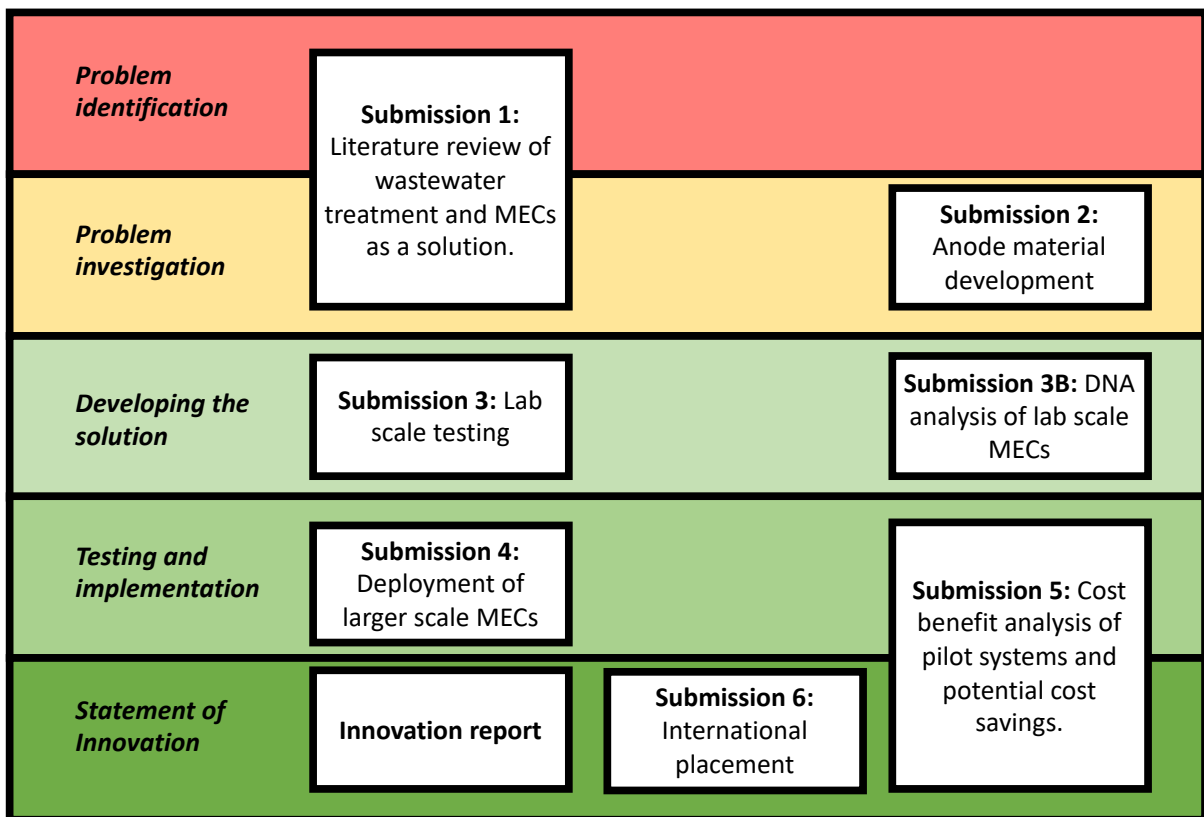 Problem
identification
Submission 1:
Literature review of
wastewater
treatment and MECs
as a solution.
Problem
investigation
Submission 2:
Anode material
development
Developing the
solution
Submission 3: Lab
scale testing
Submission 3B: DNA
analysis of lab scale
MECs
Testing and
implementation
Submission 4:
Deployment of
larger scale MECs
Submission 5: Cost
benefit analysis of
pilot systems and
potential cost
savings.
Statement of
Innovation
Innovation report
Submission 6:
International
placement